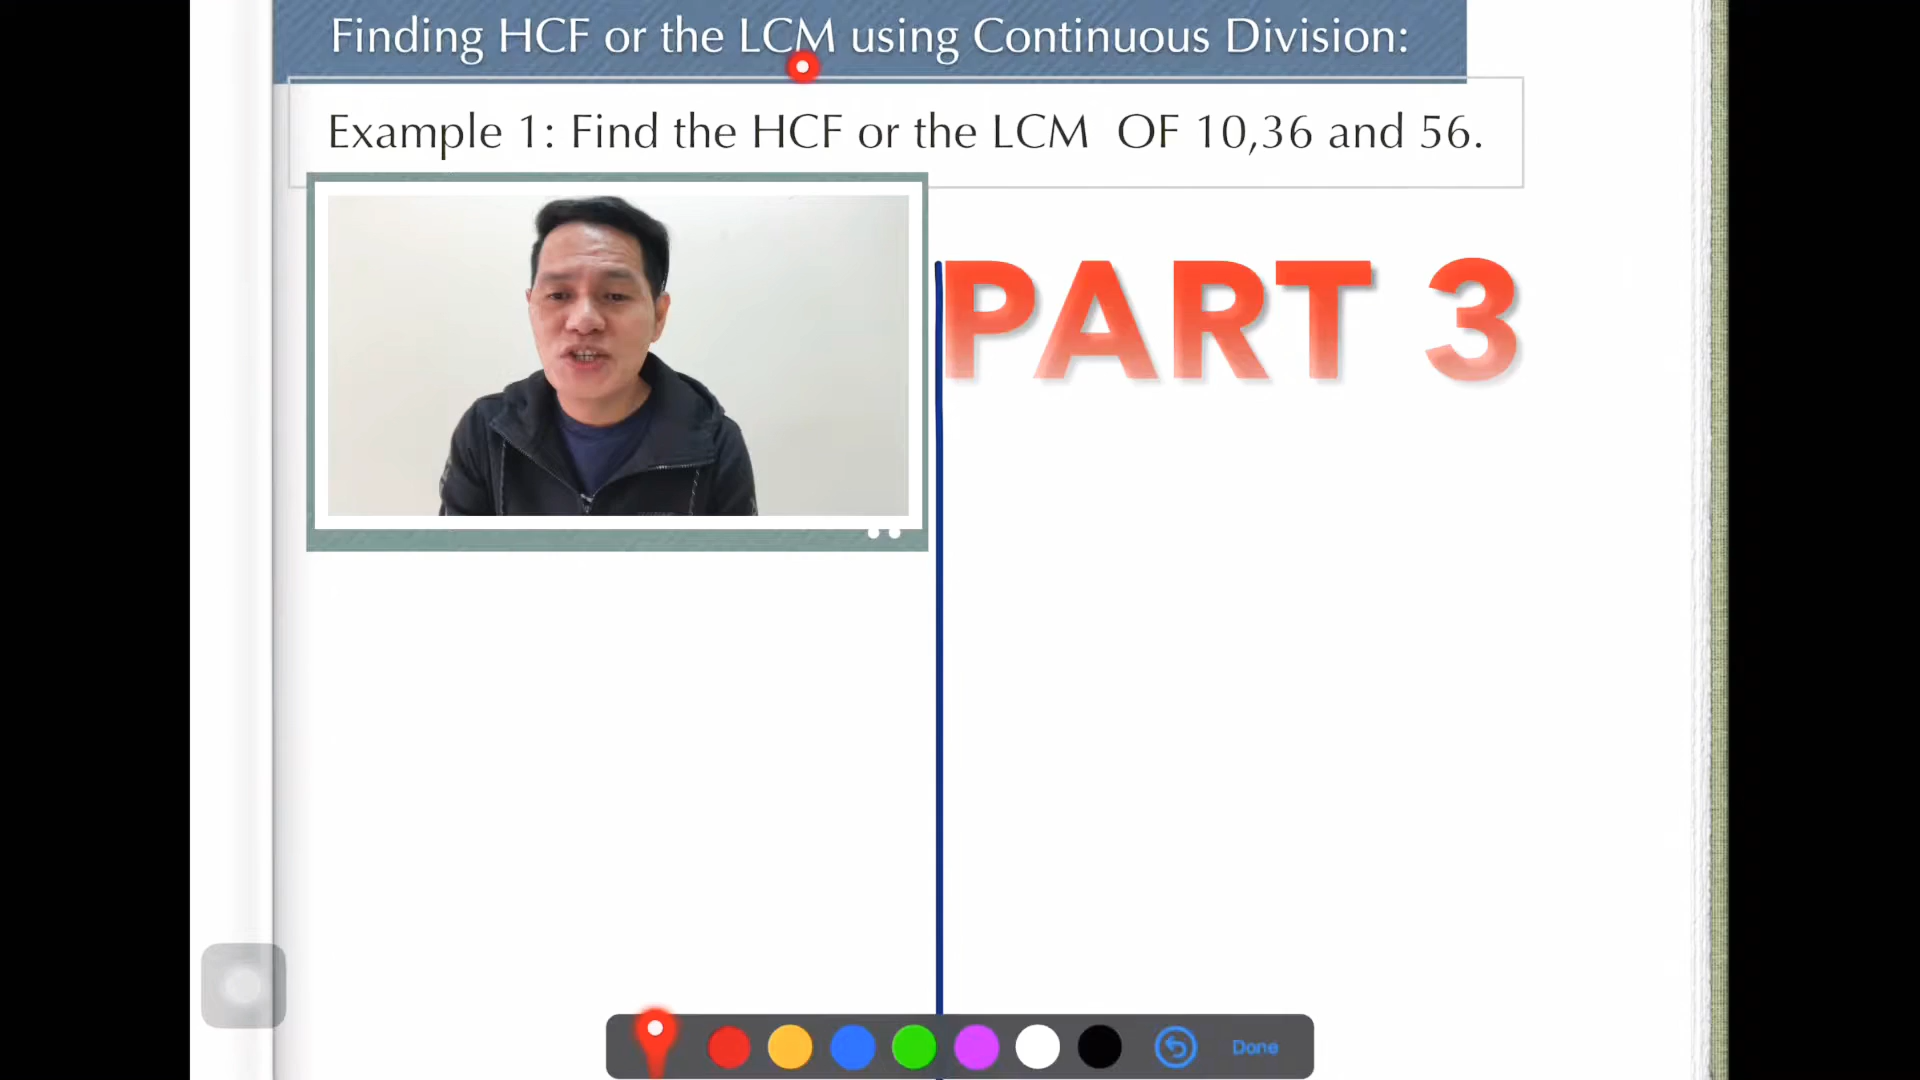 Finding HCF or the LCM using Continuous Division:
Example 1: Find the HCF or the LCM OF 10,36 and 56.
PART 3
Done